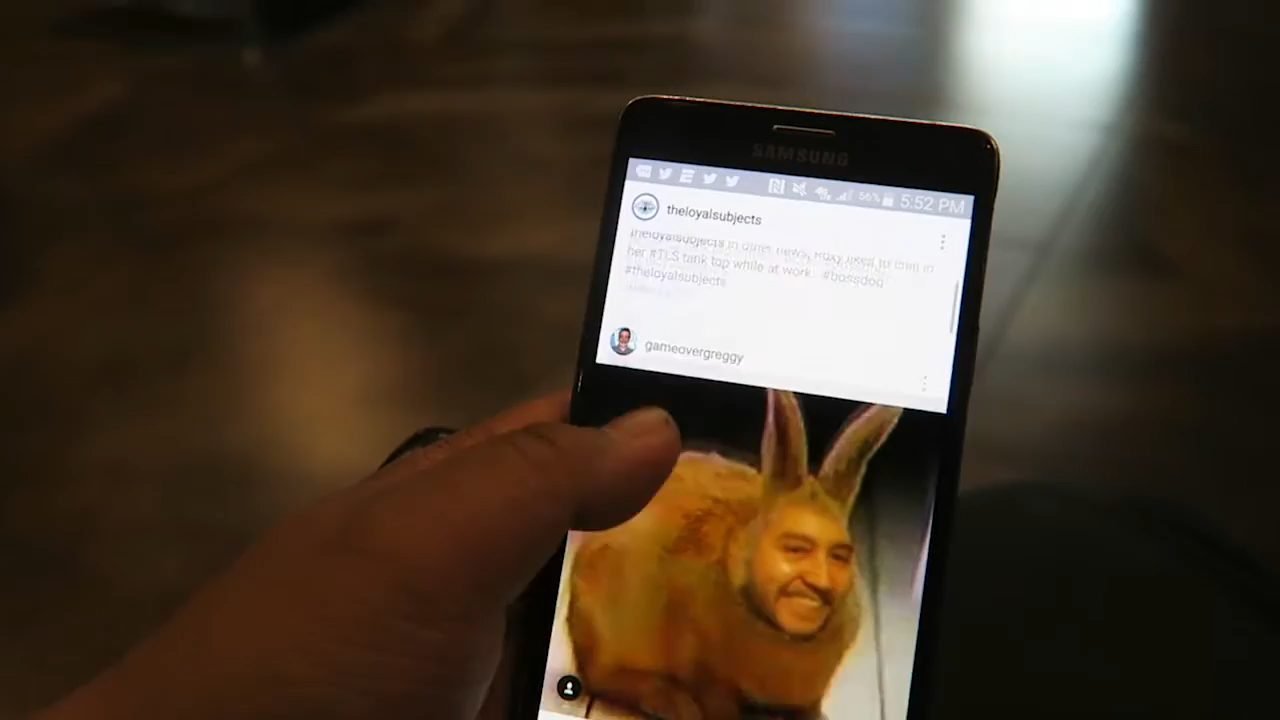 SAMSUNG
56% 5:52 PM
theloyalsubjects
theloyalsubjects in other news, Roxy likes to chill in
her #TLS tank top while at work. #bossdog
#theloyalsubjects
gameovergreggy